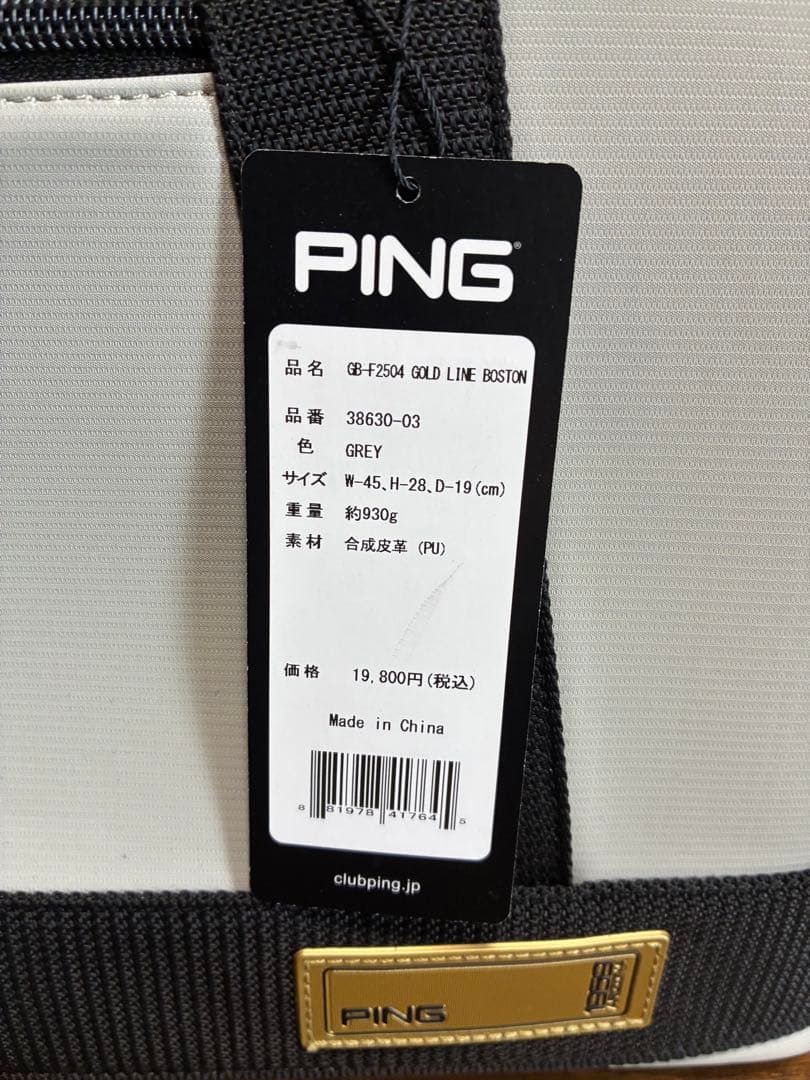 PING®
品名 GB-F2504 GOLD LINE BOSTON
品番 38630-03
色 GREY
サイズ W-45、H-28、D-19(cm)
重量 約930g
素材 合成皮革 (PU)
価格 19,800円(税込)
Made in China
8 81978 41764 5
clubping.jp
PING